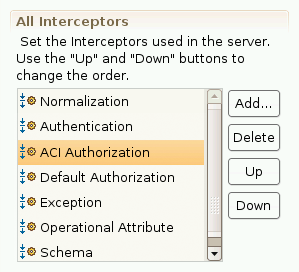 All Interceptors
Set the Interceptors used in the server.
Use the "Up" and "Down" buttons to
change the order.
Normalization
Authentication
ACI Authorization
Default Authorization
Exception
Operational Attribute
Schema
Add...
Delete
Up
Down